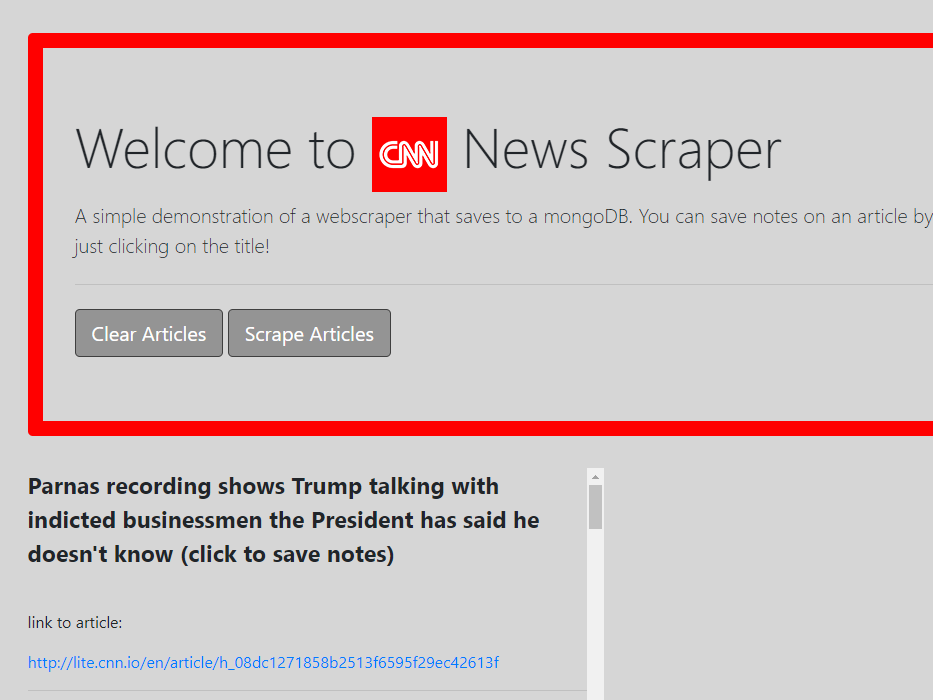 Welcome to CNN News Scraper
A simple demonstration of a webscraper that saves to a mongoDB. You can save notes on an article by
just clicking on the title!
Clear Articles Scrape Articles
Parnas recording shows Trump talking with
indicted businessmen the President has said he
doesn't know (click to save notes)
link to article:
http://lite.cnn.io/en/article/h_08dc1271858b2513f6595f29ec42613f